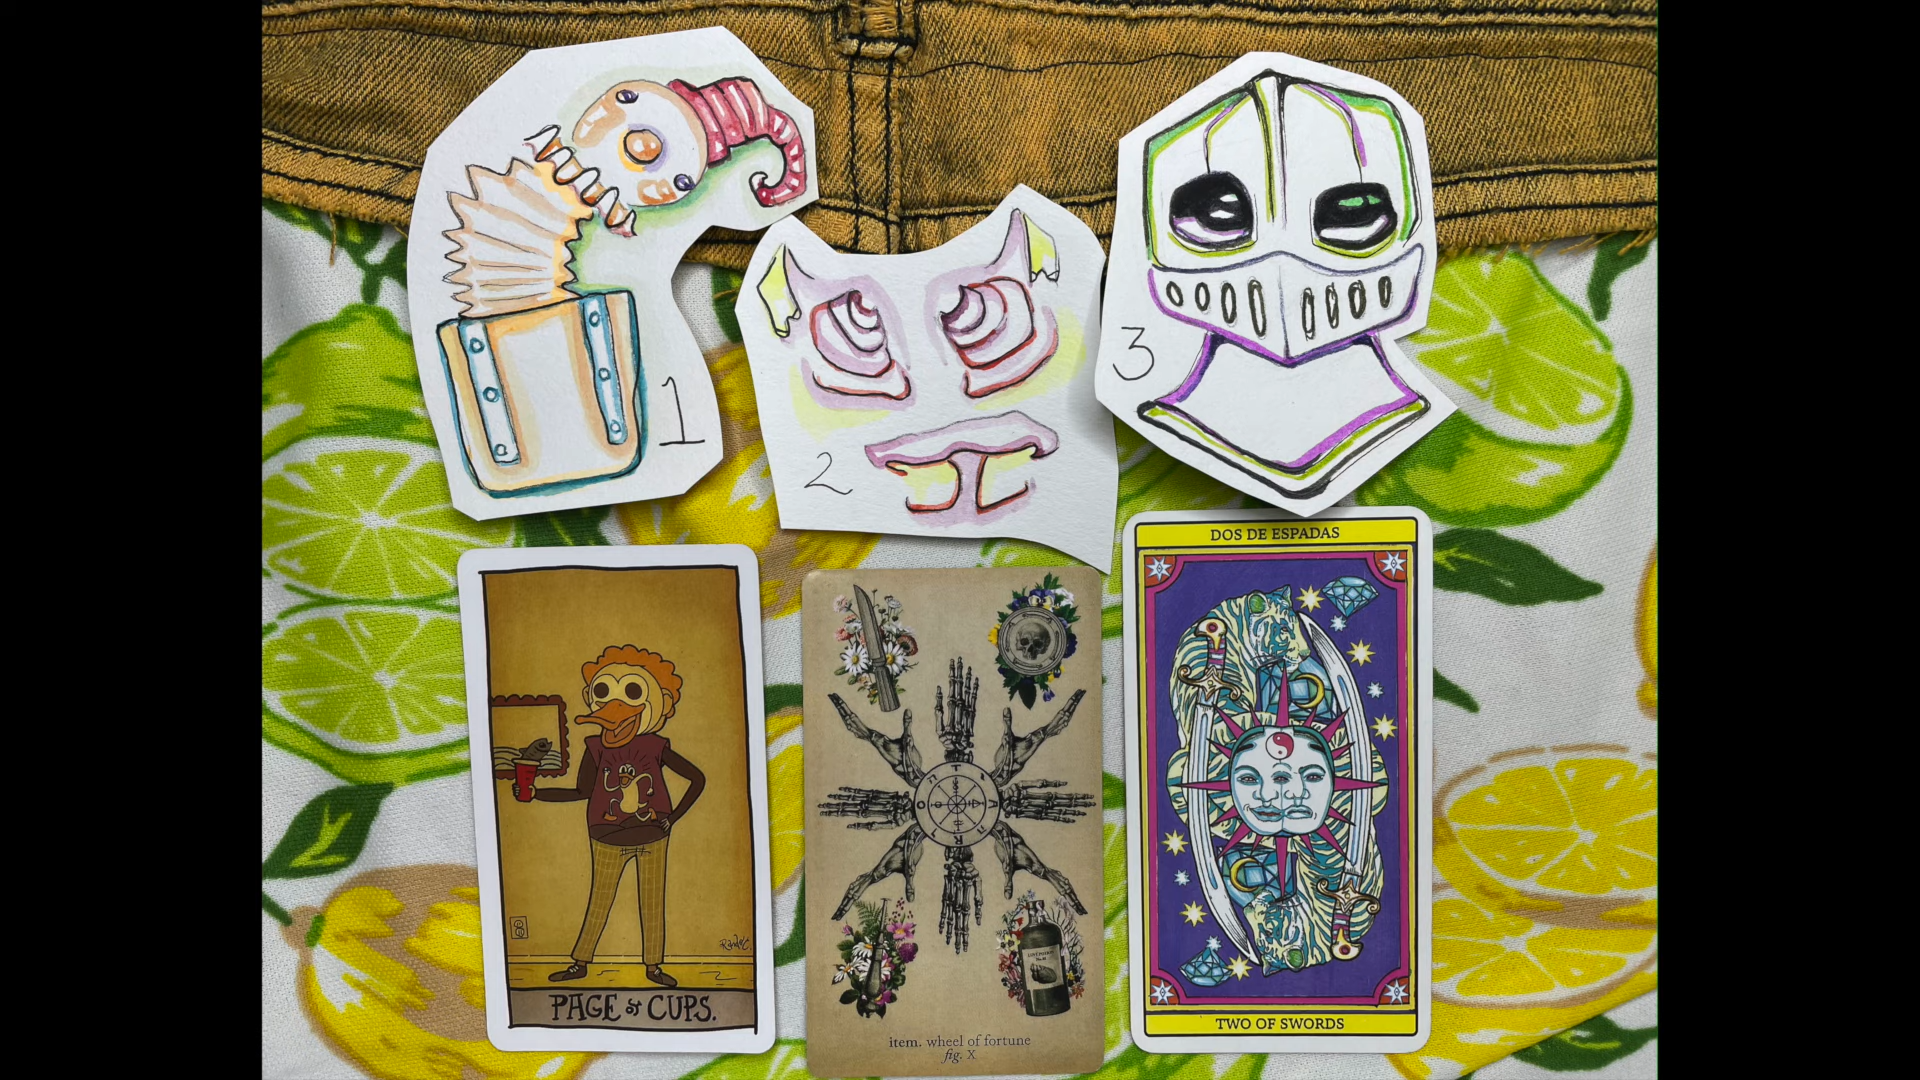 1
2
3
DOS DE ESPADAS
PAGE of CUPS.
item. wheel of fortune
fig. X
TWO OF SWORDS